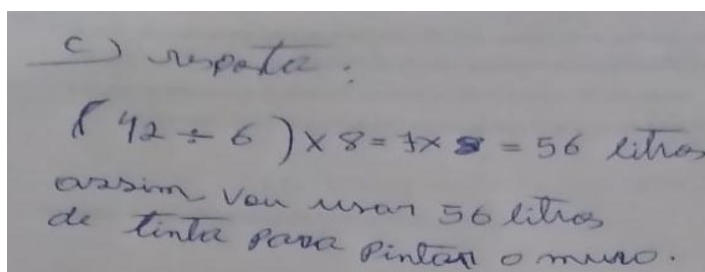 c) resposta:
( 42 ÷ 6 ) x 8 = 7 x 8 = 56 litros
assim vou usar 56 litros
de tinta para pintar o muro.